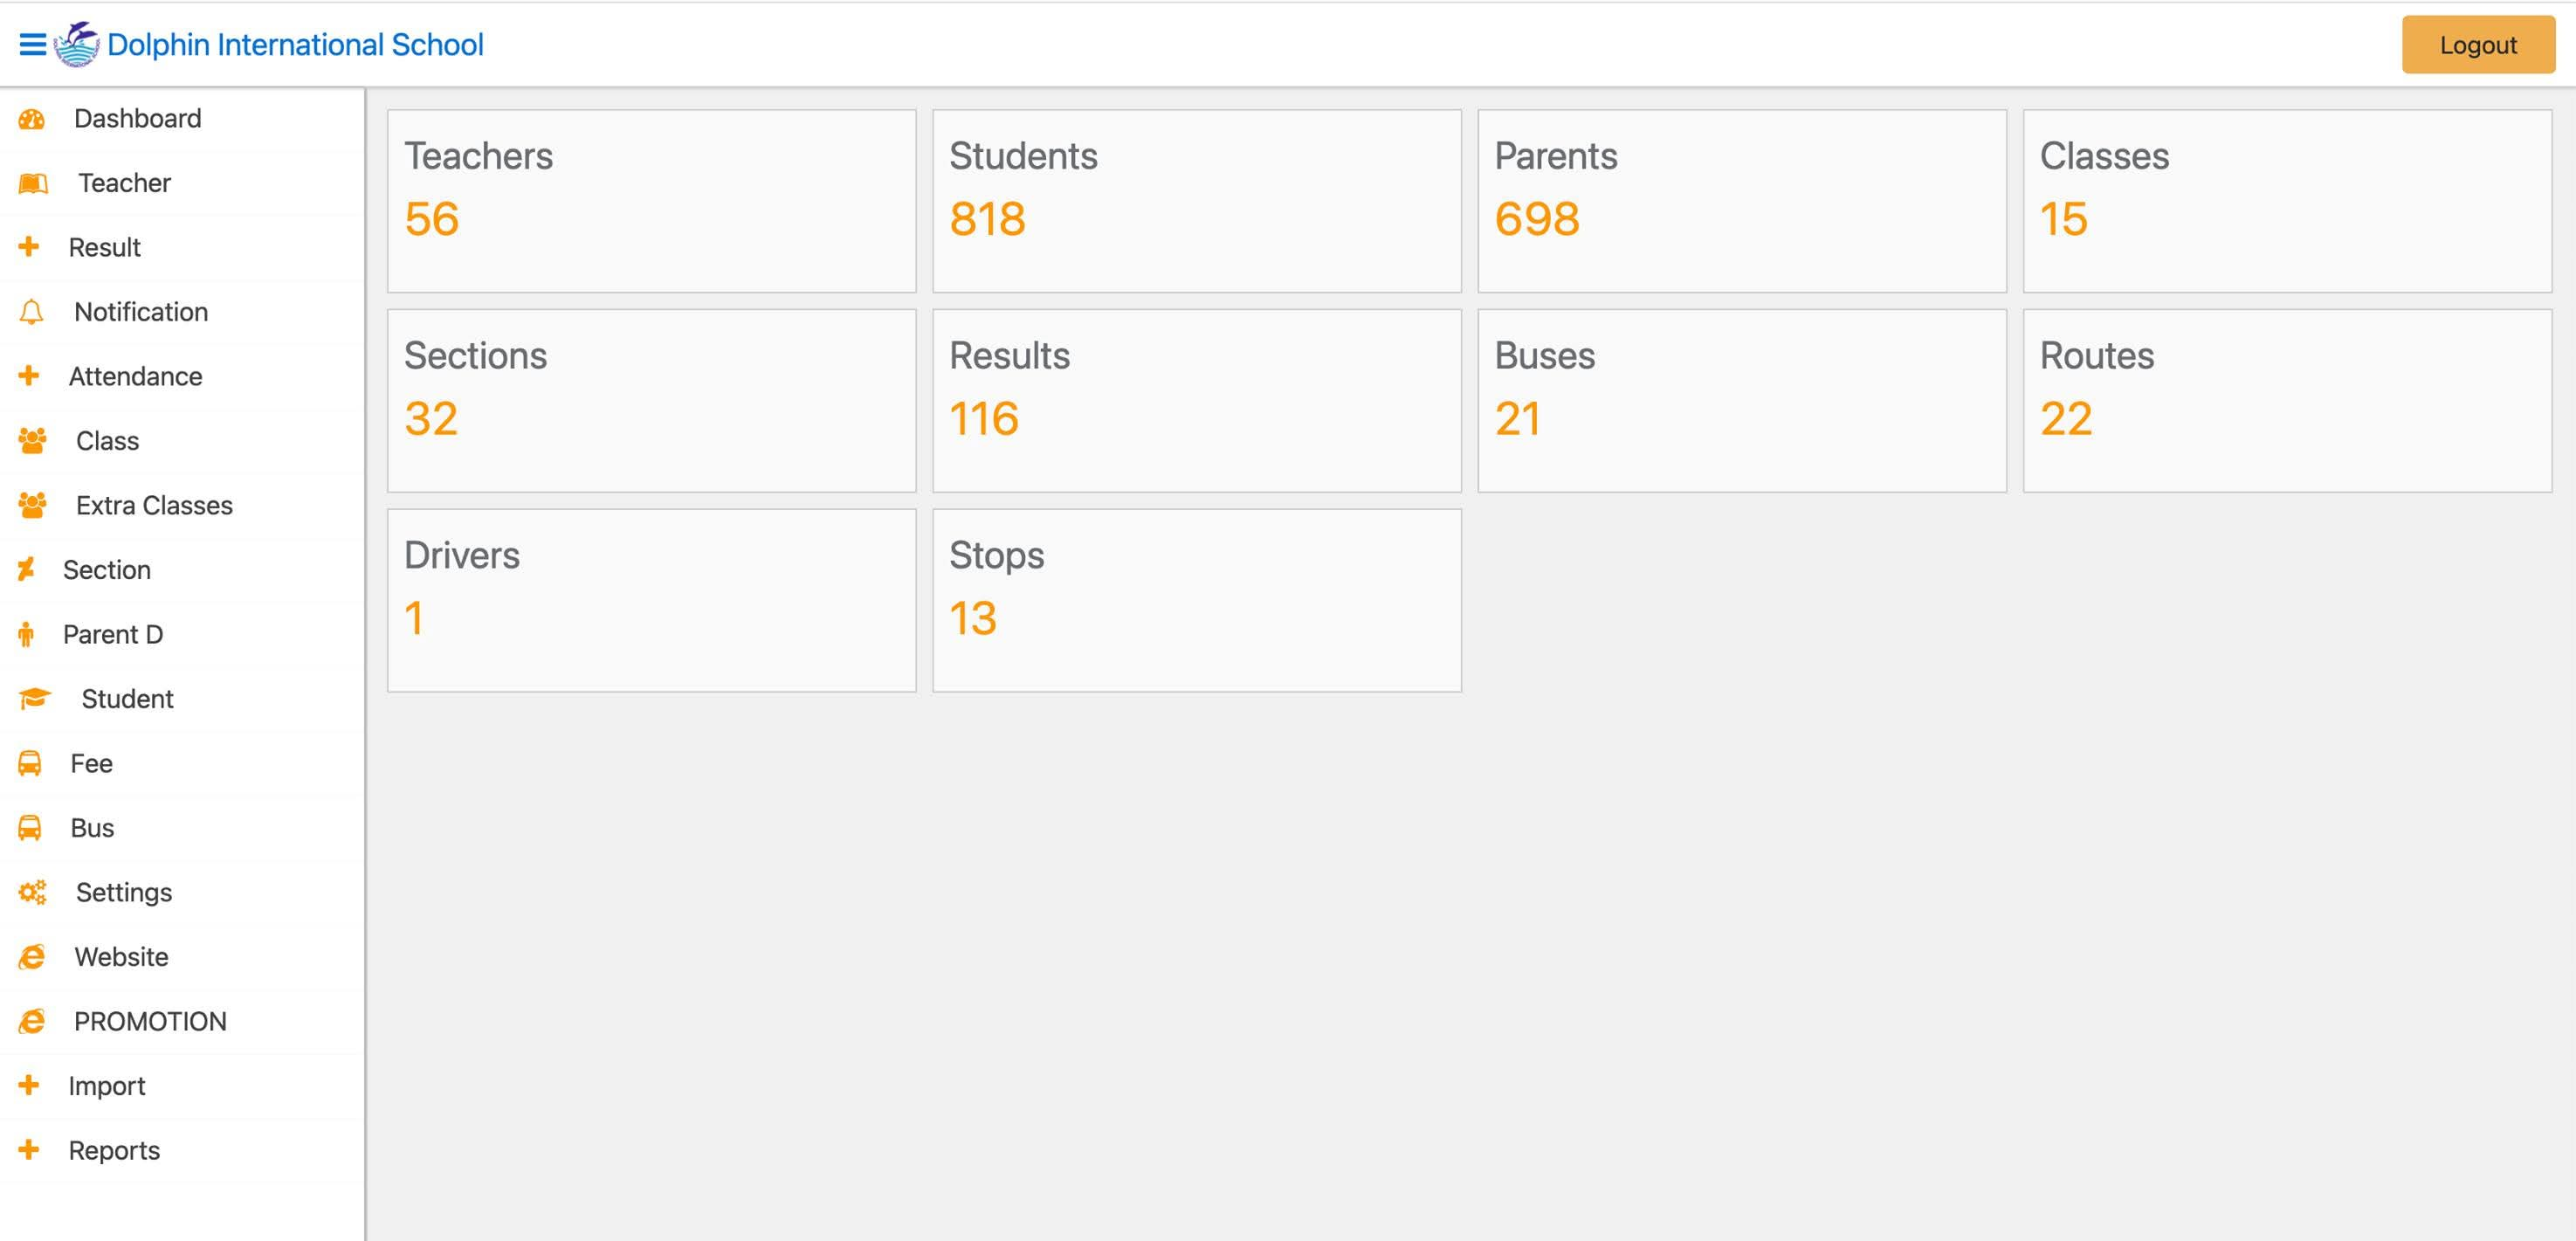 Dolphin International School
Logout
Dashboard
Teacher
Result
Notification
Attendance
Class
Extra Classes
Section
Parent D
Student
Fee
Bus
Settings
Website
PROMOTION
Import
Reports
Teachers
56
Students
818
Parents
698
Classes
15
Sections
32
Results
116
Buses
21
Routes
22
Drivers
1
Stops
13